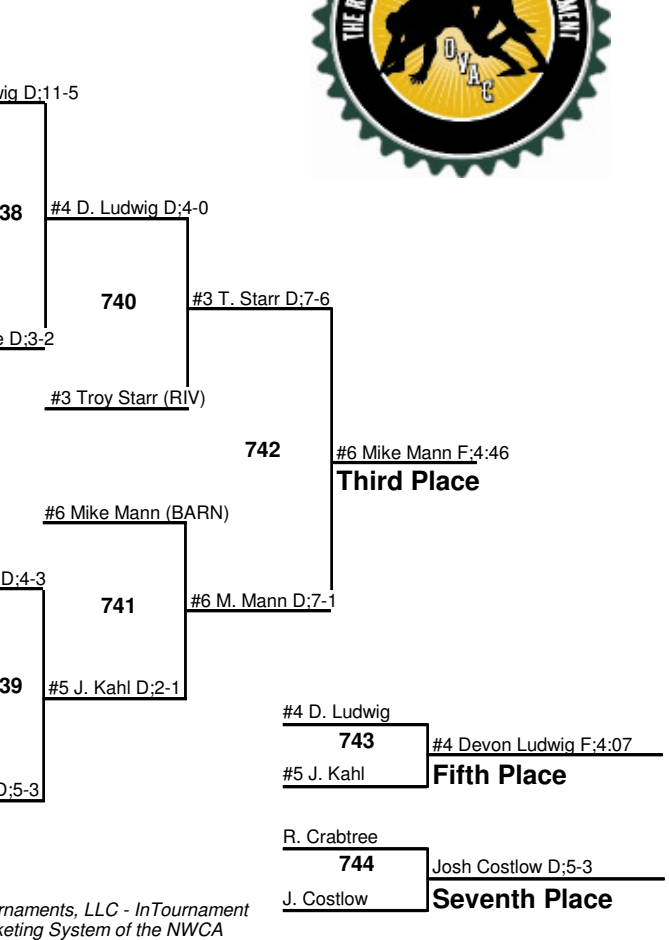 THE R
MENT
OVAC
wig D;11-5
#4 D. Ludwig D;4-0
38
740
#3 T. Starr D;7-6
e D;3-2
#3 Troy Starr (RIV)
742
#6 Mike Mann F;4:46
Third Place
#6 Mike Mann (BARN)
D;4-3
741
#6 M. Mann D;7-1
39
#5 J. Kahl D;2-1
#4 D. Ludwig
743
#4 Devon Ludwig F;4:07
#5 J. Kahl
Fifth Place
D;5-3
R. Crabtree
744
Josh Costlow D;5-3
J. Costlow
Seventh Place
rnaments, LLC - InTournament
keting System of the NWCA